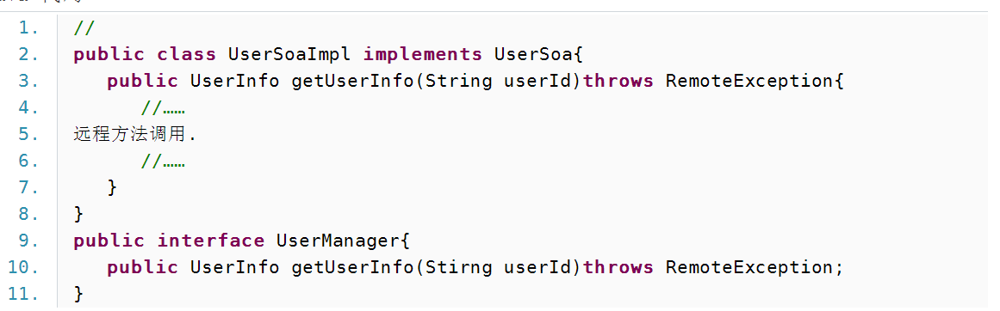 1. //
2. public class UserSoaImpl implements UserSoa{
3. public UserInfo getUserInfo(String userId)throws RemoteException{
4. //……
5. 远程方法调用.
6. //……
7. }
8. }
9. public interface UserManager{
10. public UserInfo getUserInfo(Stirng userId)throws RemoteException;
11. }